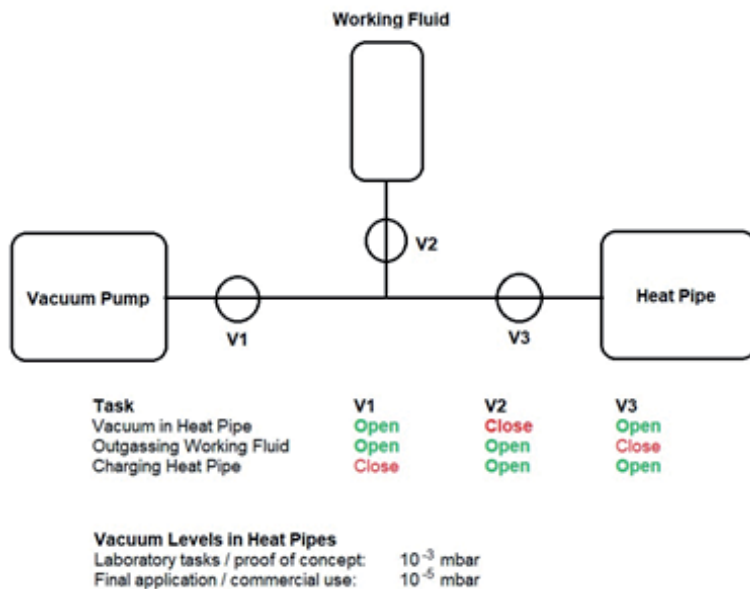 Working Fluid
V2
Vacuum Pump
Heat Pipe
V1
V3
Task V1 V2 V3
Vacuum in Heat Pipe Open Close Open
Outgassing Working Fluid Open Open Close
Charging Heat Pipe Close Open Open
Vacuum Levels in Heat Pipes
Laboratory tasks / proof of concept: 10⁻³ mbar
Final application / commercial use: 10⁻⁵ mbar